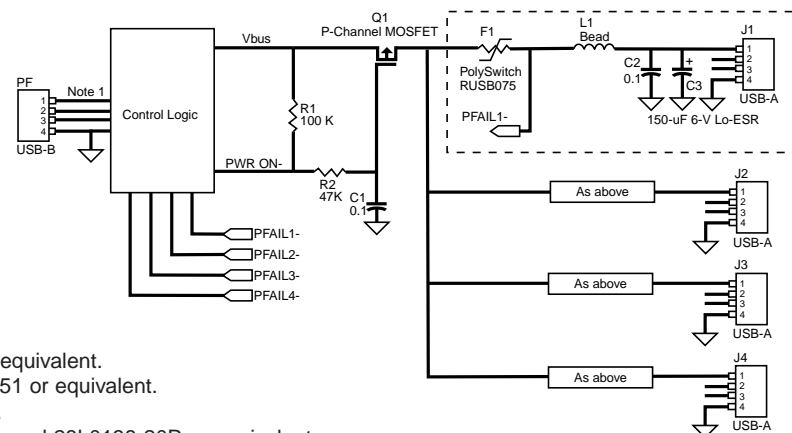 Q1
P-Channel MOSFET
Vbus
F1
PolySwitch
RUSB075
L1
Bead
J1
1
2
3
4
USB-A
C2
0.1
+
C3
150-uF 6-V Lo-ESR
PFAIL1-
PF
1
2
3
4
USB-B
Note 1
Control Logic
R1
100 K
PWR ON-
R2
47K
C1
0.1
PFAIL1-
PFAIL2-
PFAIL3-
PFAIL4-
As above
J2
1
2
3
4
USB-A
As above
J3
1
2
3
4
USB-A
As above
J4
1
2
3
4
USB-A
equivalent.
51 or equivalent.